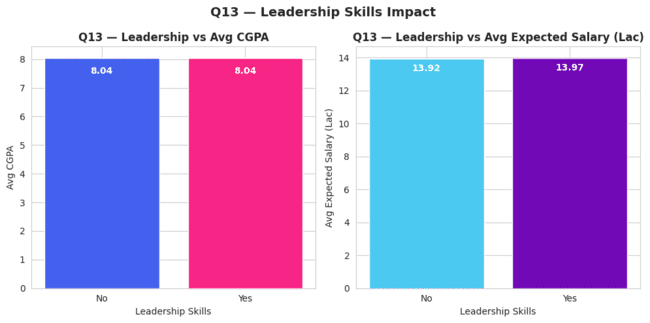 Q13 — Leadership Skills Impact
Q13 — Leadership vs Avg CGPA
8
7
6
5
4
3
2
1
0
Avg CGPA
8.04
8.04
No
Yes
Leadership Skills
Q13 — Leadership vs Avg Expected Salary (Lac)
14
12
10
8
6
4
2
0
Avg Expected Salary (Lac)
13.92
13.97
No
Yes
Leadership Skills